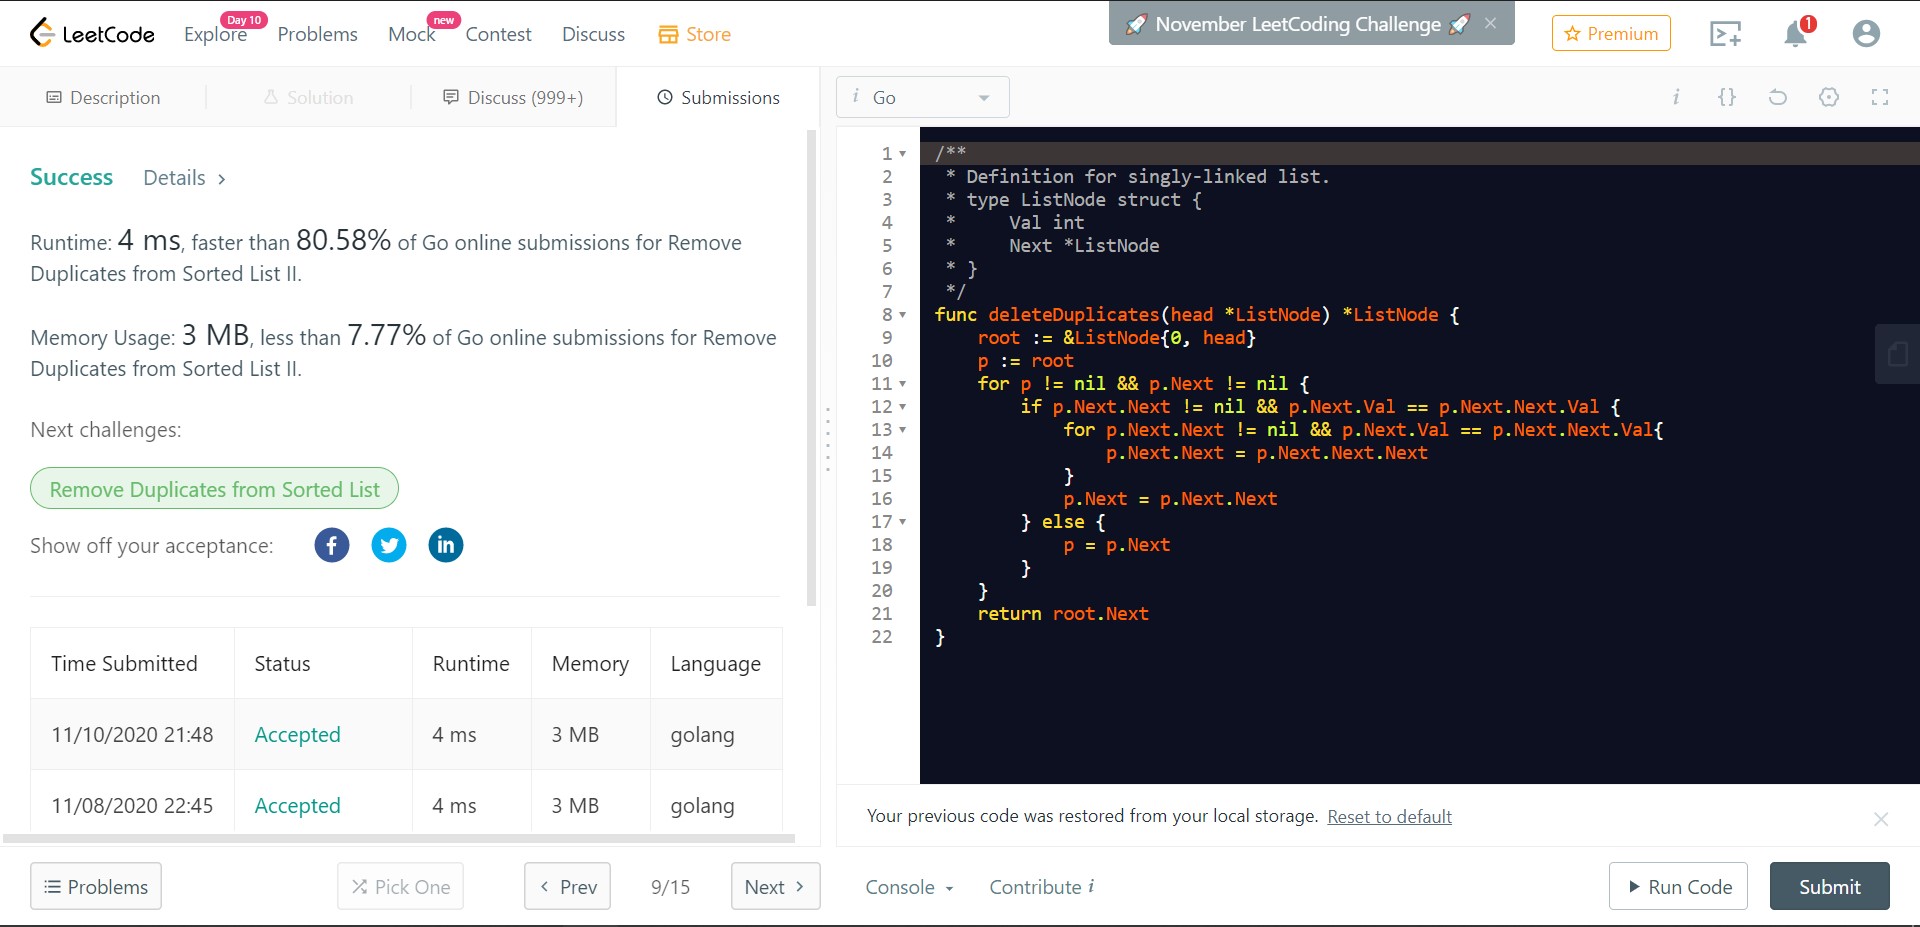 LeetCode
Explore Day 10 Problems Mock new Contest Discuss Store
🚀 November LeetCoding Challenge 🚀 ×
Premium 1
Description Solution Discuss (999+) Submissions
i Go
i {}
Success Details >
Runtime: 4 ms, faster than 80.58% of Go online submissions for Remove
Duplicates from Sorted List II.
Memory Usage: 3 MB, less than 7.77% of Go online submissions for Remove
Duplicates from Sorted List II.
Next challenges:
Remove Duplicates from Sorted List
Show off your acceptance: f in
Time Submitted Status Runtime Memory Language
11/10/2020 21:48 Accepted 4 ms 3 MB golang
11/08/2020 22:45 Accepted 4 ms 3 MB golang
1 /**
2  * Definition for singly-linked list.
3  * type ListNode struct {
4  *     Val int
5  *     Next *ListNode
6  * }
7  */
8 func deleteDuplicates(head *ListNode) *ListNode {
9     root := &ListNode{0, head}
10     p := root
11     for p != nil && p.Next != nil {
12         if p.Next.Next != nil && p.Next.Val == p.Next.Next.Val {
13             for p.Next.Next != nil && p.Next.Val == p.Next.Next.Val{
14                 p.Next.Next = p.Next.Next.Next
15             }
16             p.Next = p.Next.Next
17         } else {
18             p = p.Next
19         }
20     }
21     return root.Next
22 }
Your previous code was restored from your local storage. Reset to default ×
Problems Pick One < Prev 9/15 Next > Console Contribute i Run Code Submit